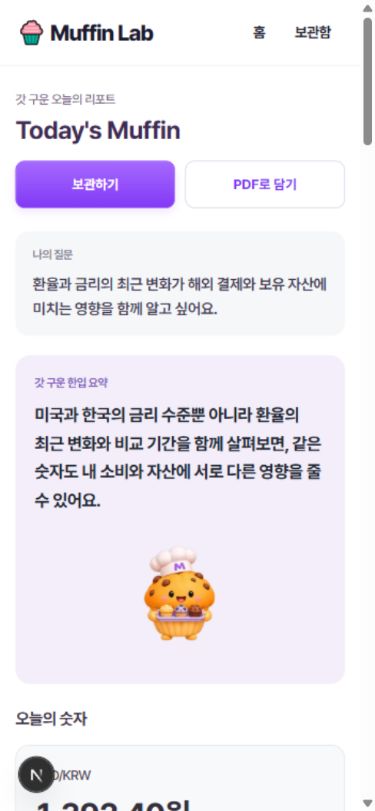 Muffin Lab
홈
보관함
갓 구운 오늘의 리포트
Today's Muffin
보관하기
PDF로 담기
나의 질문
환율과 금리의 최근 변화가 해외 결제와 보유 자산에
미치는 영향을 함께 알고 싶어요.
갓 구운 한입 요약
미국과 한국의 금리 수준뿐 아니라 환율의
최근 변화와 비교 기간을 함께 살펴보면, 같은
숫자도 내 소비와 자산에 서로 다른 영향을 줄
수 있어요.
M
오늘의 숫자
N
D/KRW